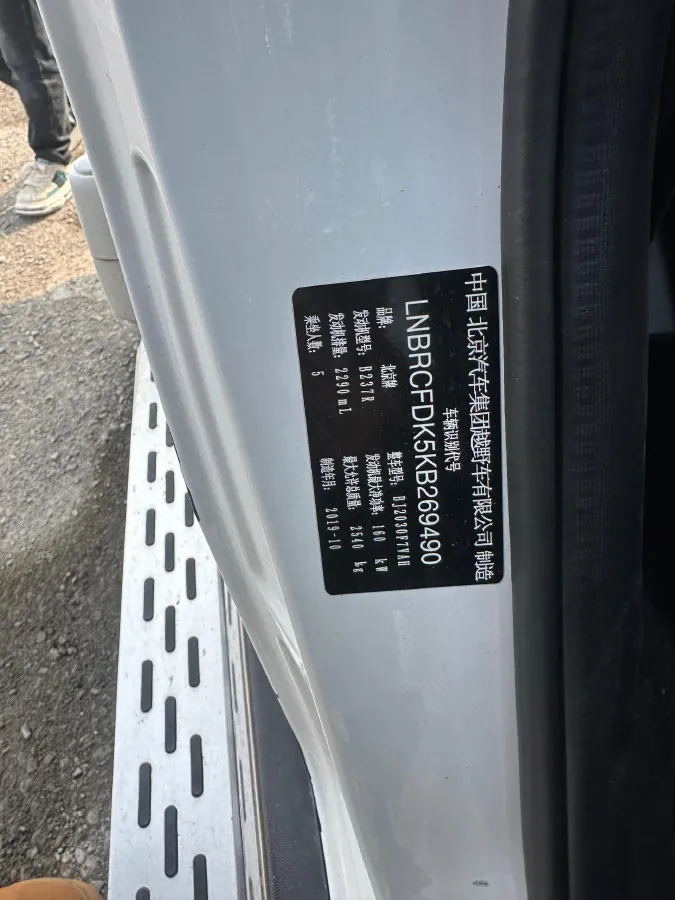 中国 北京汽车集团越野车有限公司 制造
车辆识别代号
LNBRCFDK5KB269490
品牌: 北京牌 整车型号: BJ2030F7VAH
发动机型号: B237R 发动机最大净功率: 160 kW
发动机排量: 2290mL 最大允许总质量: 2540 kg
乘坐人数: 5 制造年月: 2019-10